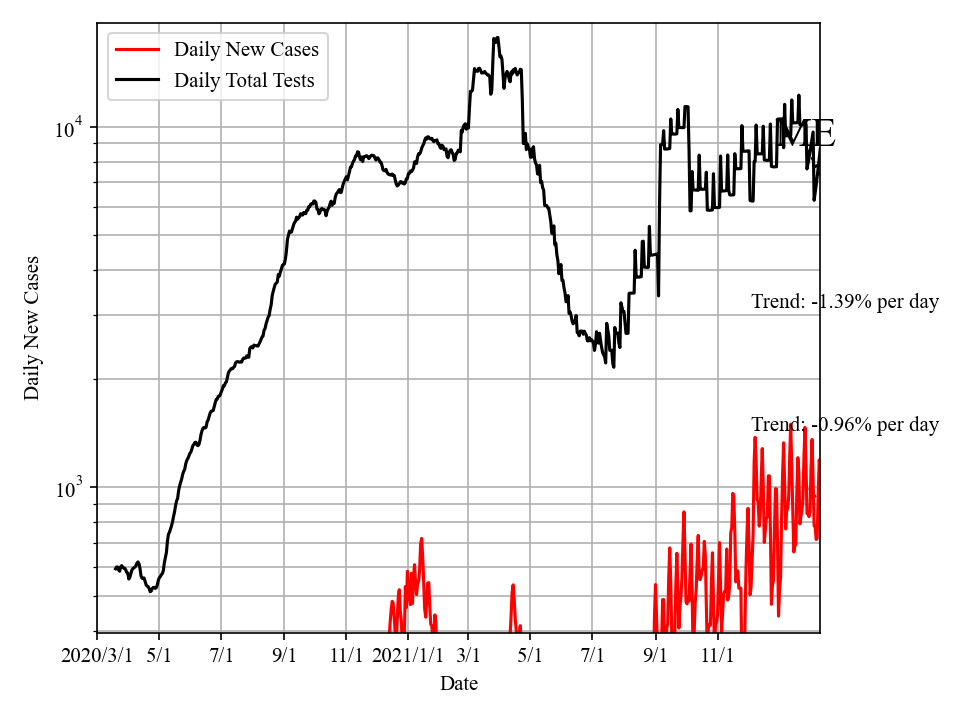 Daily New Cases
Daily Total Tests
ME
10^4
Trend: -1.39% per day
Trend: -0.96% per day
10^3
Daily New Cases
2020/3/1 5/1 7/1 9/1 11/1 2021/1/1 3/1 5/1 7/1 9/1 11/1
Date